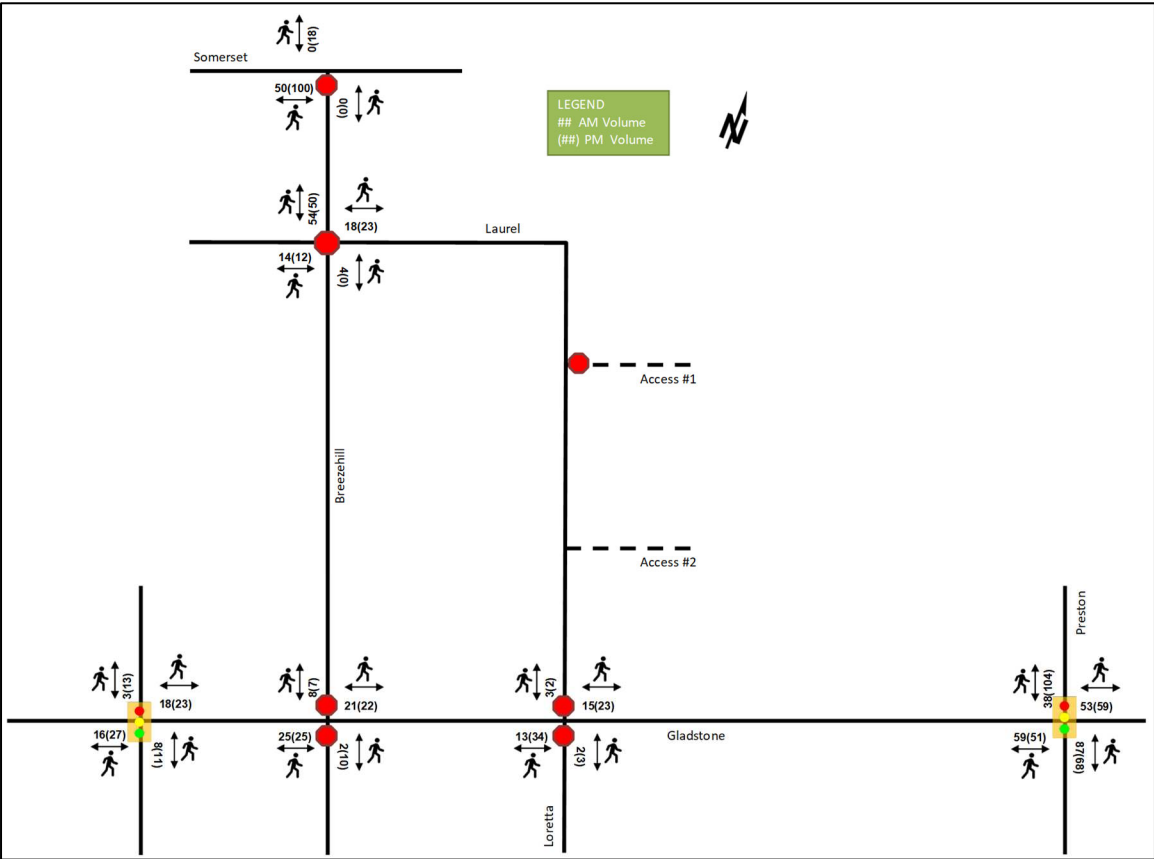 0(18)
Somerset
50(100)
0(0)
LEGEND
## AM Volume
(##) PM Volume
N
54(50)
18(23)
Laurel
14(12)
4(0)
Access #1
Breezehill
Access #2
Preston
3(13)
18(23)
8(7)
21(22)
3(2)
15(23)
38(104)
53(59)
16(27)
8(11)
25(25)
2(10)
13(34)
2(3)
Gladstone
59(51)
87(68)
Loretta